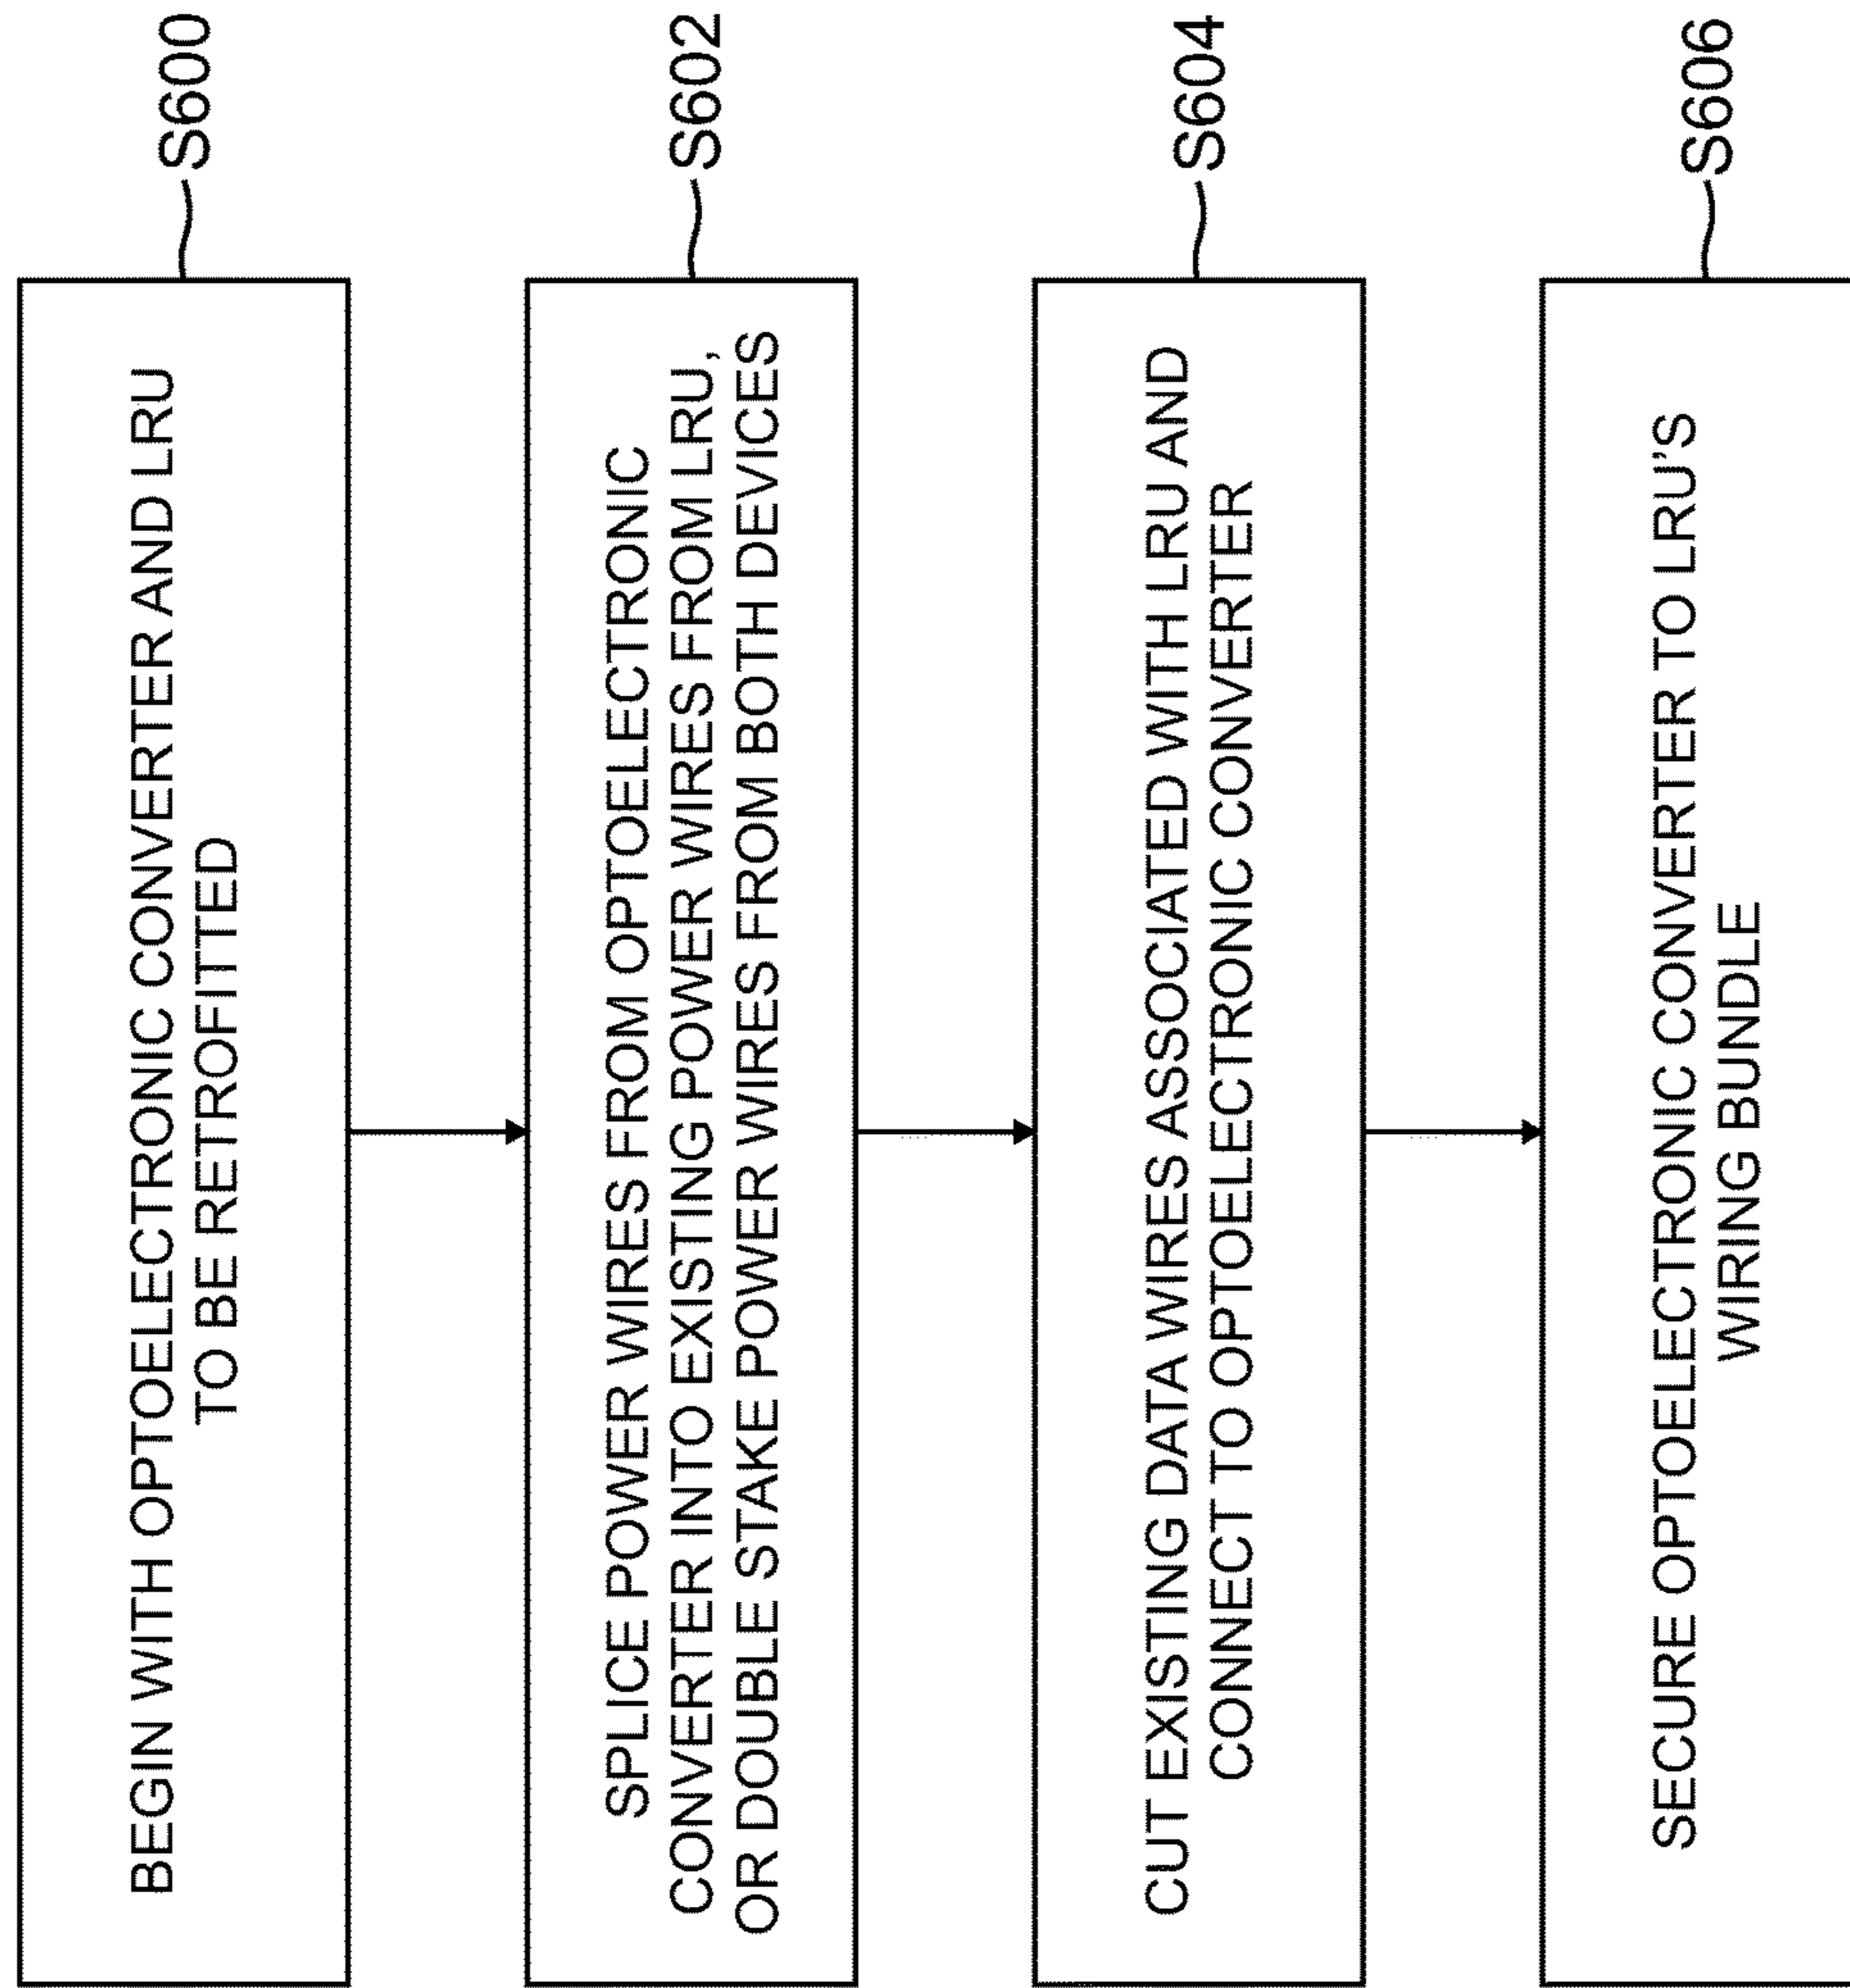 BEGIN WITH OPTOELECTRONIC CONVERTER AND LRU
TO BE RETROFITTED
S600
SPLICE POWER WIRES FROM OPTOELECTRONIC
CONVERTER INTO EXISTING POWER WIRES FROM LRU,
OR DOUBLE STAKE POWER WIRES FROM BOTH DEVICES
S602
CUT EXISTING DATA WIRES ASSOCIATED WITH LRU AND
CONNECT TO OPTOELECTRONIC CONVERTER
S604
SECURE OPTOELECTRONIC CONVERTER TO LRU'S
WIRING BUNDLE
S606